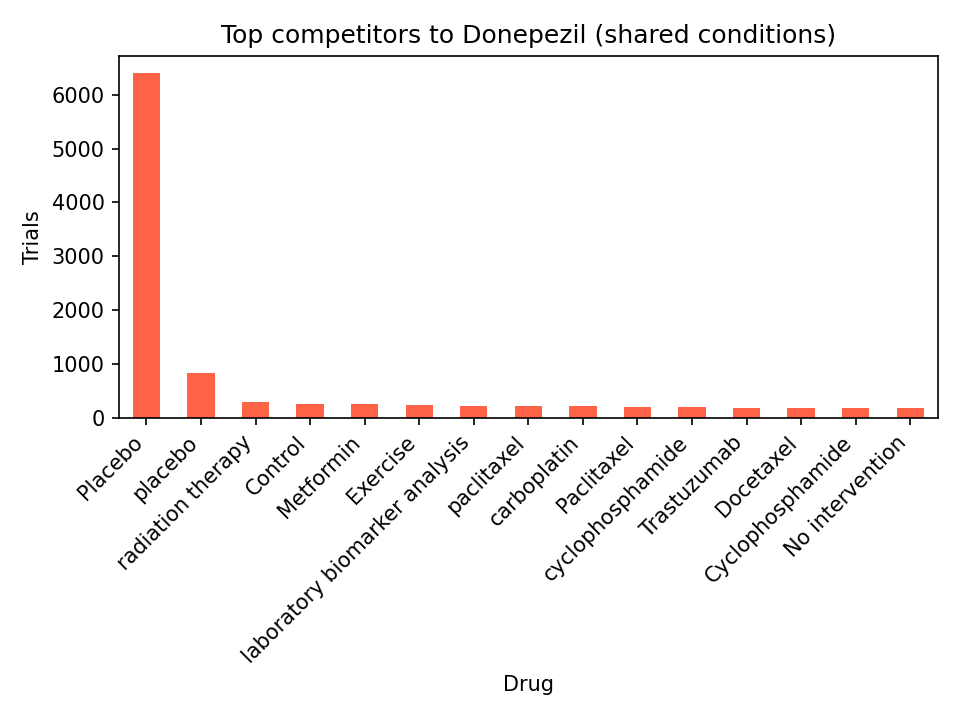 Top competitors to Donepezil (shared conditions)
Trials
6000
5000
4000
3000
2000
1000
0
Placebo
placebo
radiation therapy
Control
Metformin
Exercise
laboratory biomarker analysis
paclitaxel
carboplatin
Paclitaxel
cyclophosphamide
Trastuzumab
Docetaxel
Cyclophosphamide
No intervention
Drug